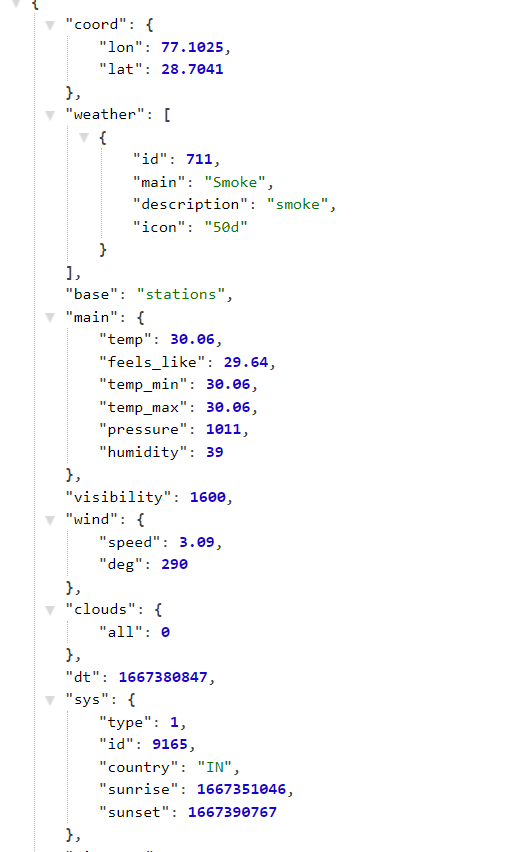 {
"coord": {
"lon": 77.1025,
"lat": 28.7041
},
"weather": [
{
"id": 711,
"main": "Smoke",
"description": "smoke",
"icon": "50d"
}
],
"base": "stations",
"main": {
"temp": 30.06,
"feels_like": 29.64,
"temp_min": 30.06,
"temp_max": 30.06,
"pressure": 1011,
"humidity": 39
},
"visibility": 1600,
"wind": {
"speed": 3.09,
"deg": 290
},
"clouds": {
"all": 0
},
"dt": 1667380847,
"sys": {
"type": 1,
"id": 9165,
"country": "IN",
"sunrise": 1667351046,
"sunset": 1667390767
},